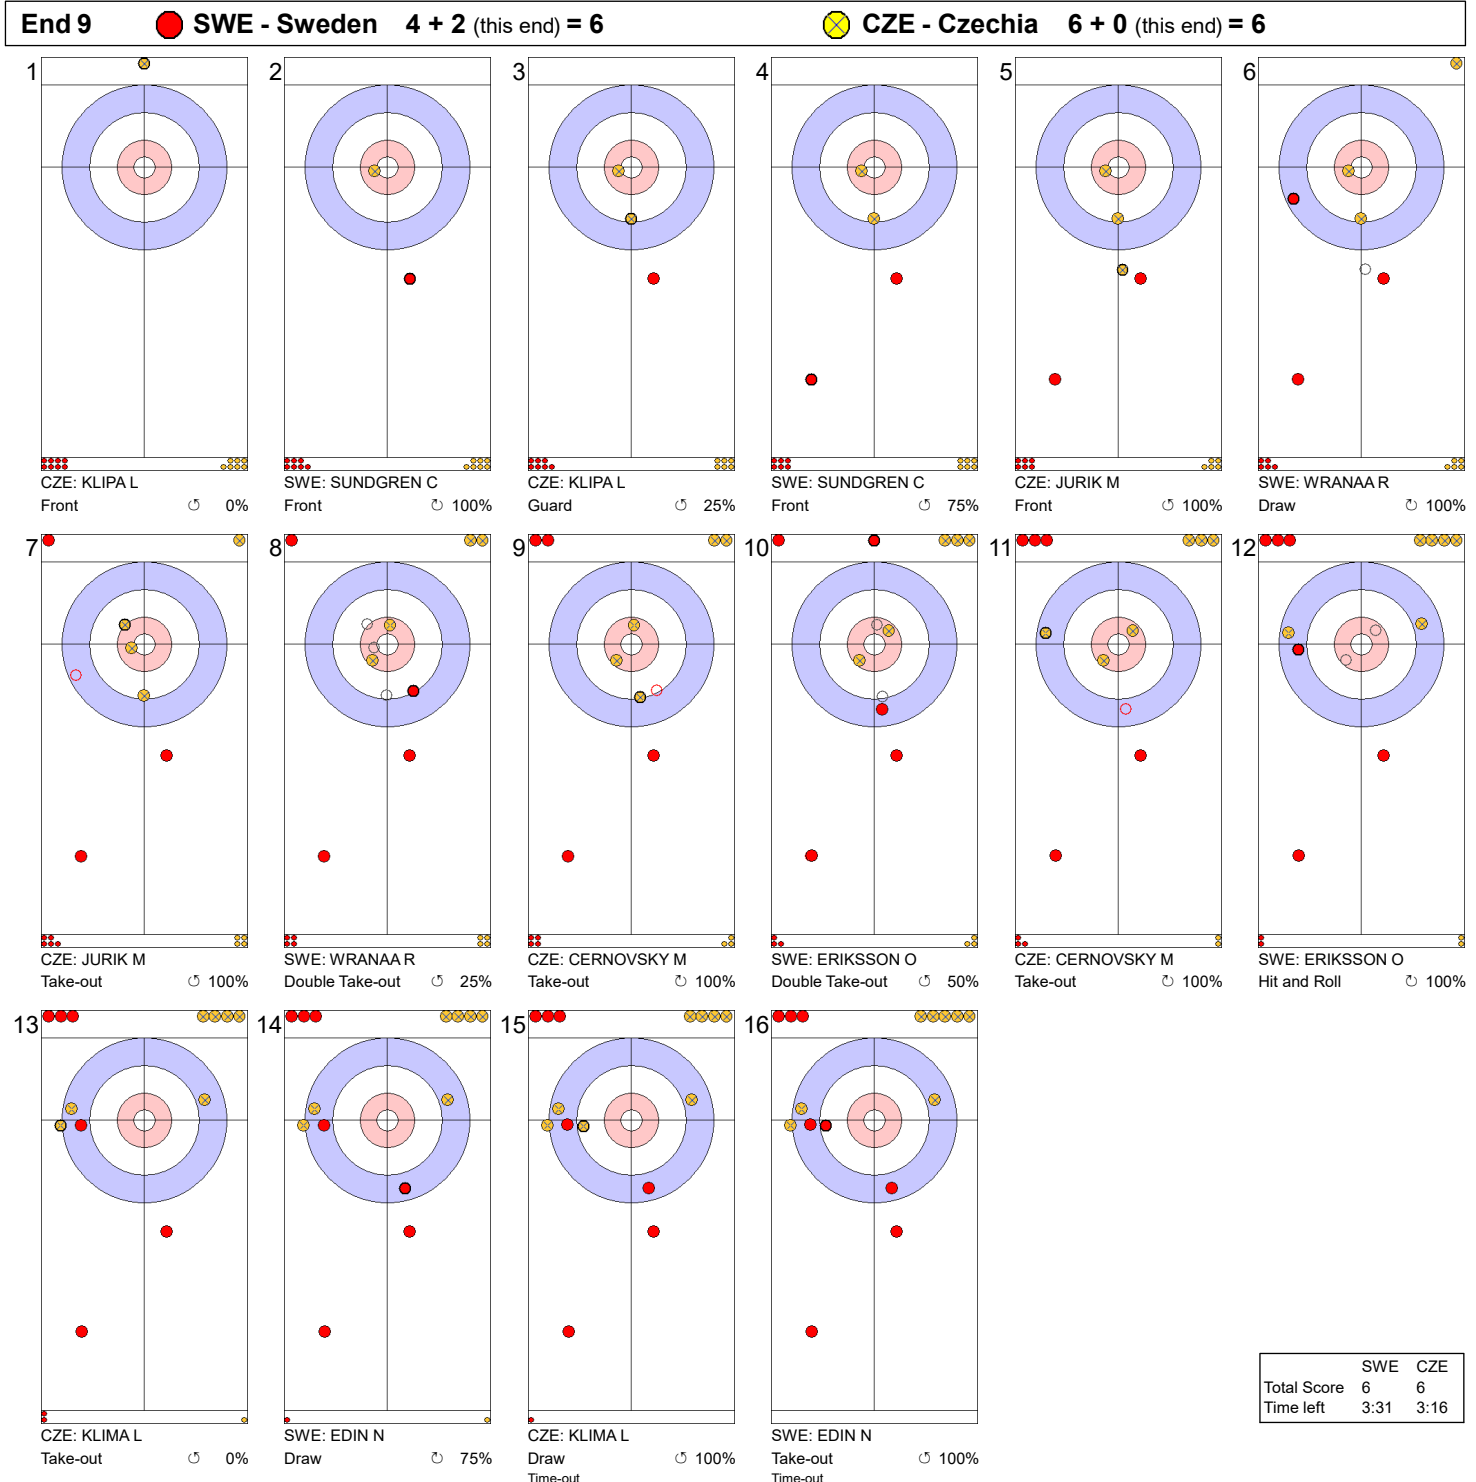 End 9 SWE - Sweden 4 + 2 (this end) = 6 CZE - Czechia 6 + 0 (this end) = 6
1 2 3 4 5 6
CZE: KLIPA L SWE: SUNDGREN C CZE: KLIPA L SWE: SUNDGREN C CZE: JURIK M SWE: WRANAA R
Front ↺ 0% Front ↻ 100% Guard ↺ 25% Front ↺ 75% Front ↺ 100% Draw ↻ 100%
7 8 9 10 11 12
CZE: JURIK M SWE: WRANAA R CZE: CERNOVSKY M SWE: ERIKSSON O CZE: CERNOVSKY M SWE: ERIKSSON O
Take-out ↺ 100% Double Take-out ↺ 25% Take-out ↻ 100% Double Take-out ↺ 50% Take-out ↻ 100% Hit and Roll ↻ 100%
13 14 15 16
CZE: KLIMA L SWE: EDIN N CZE: KLIMA L SWE: EDIN N
Take-out ↺ 0% Draw ↺ 75% Draw ↺ 100% Take-out ↺ 100%
Time-out Time-out
SWE CZE
Total Score 6 6
Time left 3:31 3:16